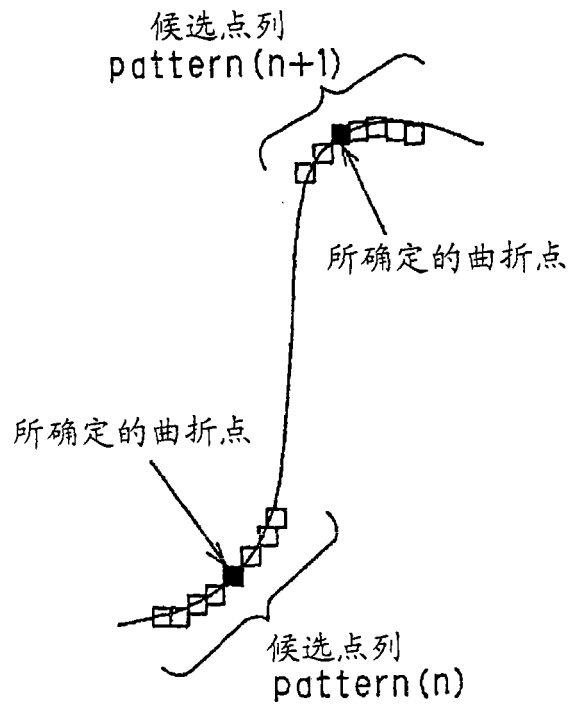 候选点列
pattern(n+1)
所确定的曲折点
所确定的曲折点
候选点列
pattern(n)